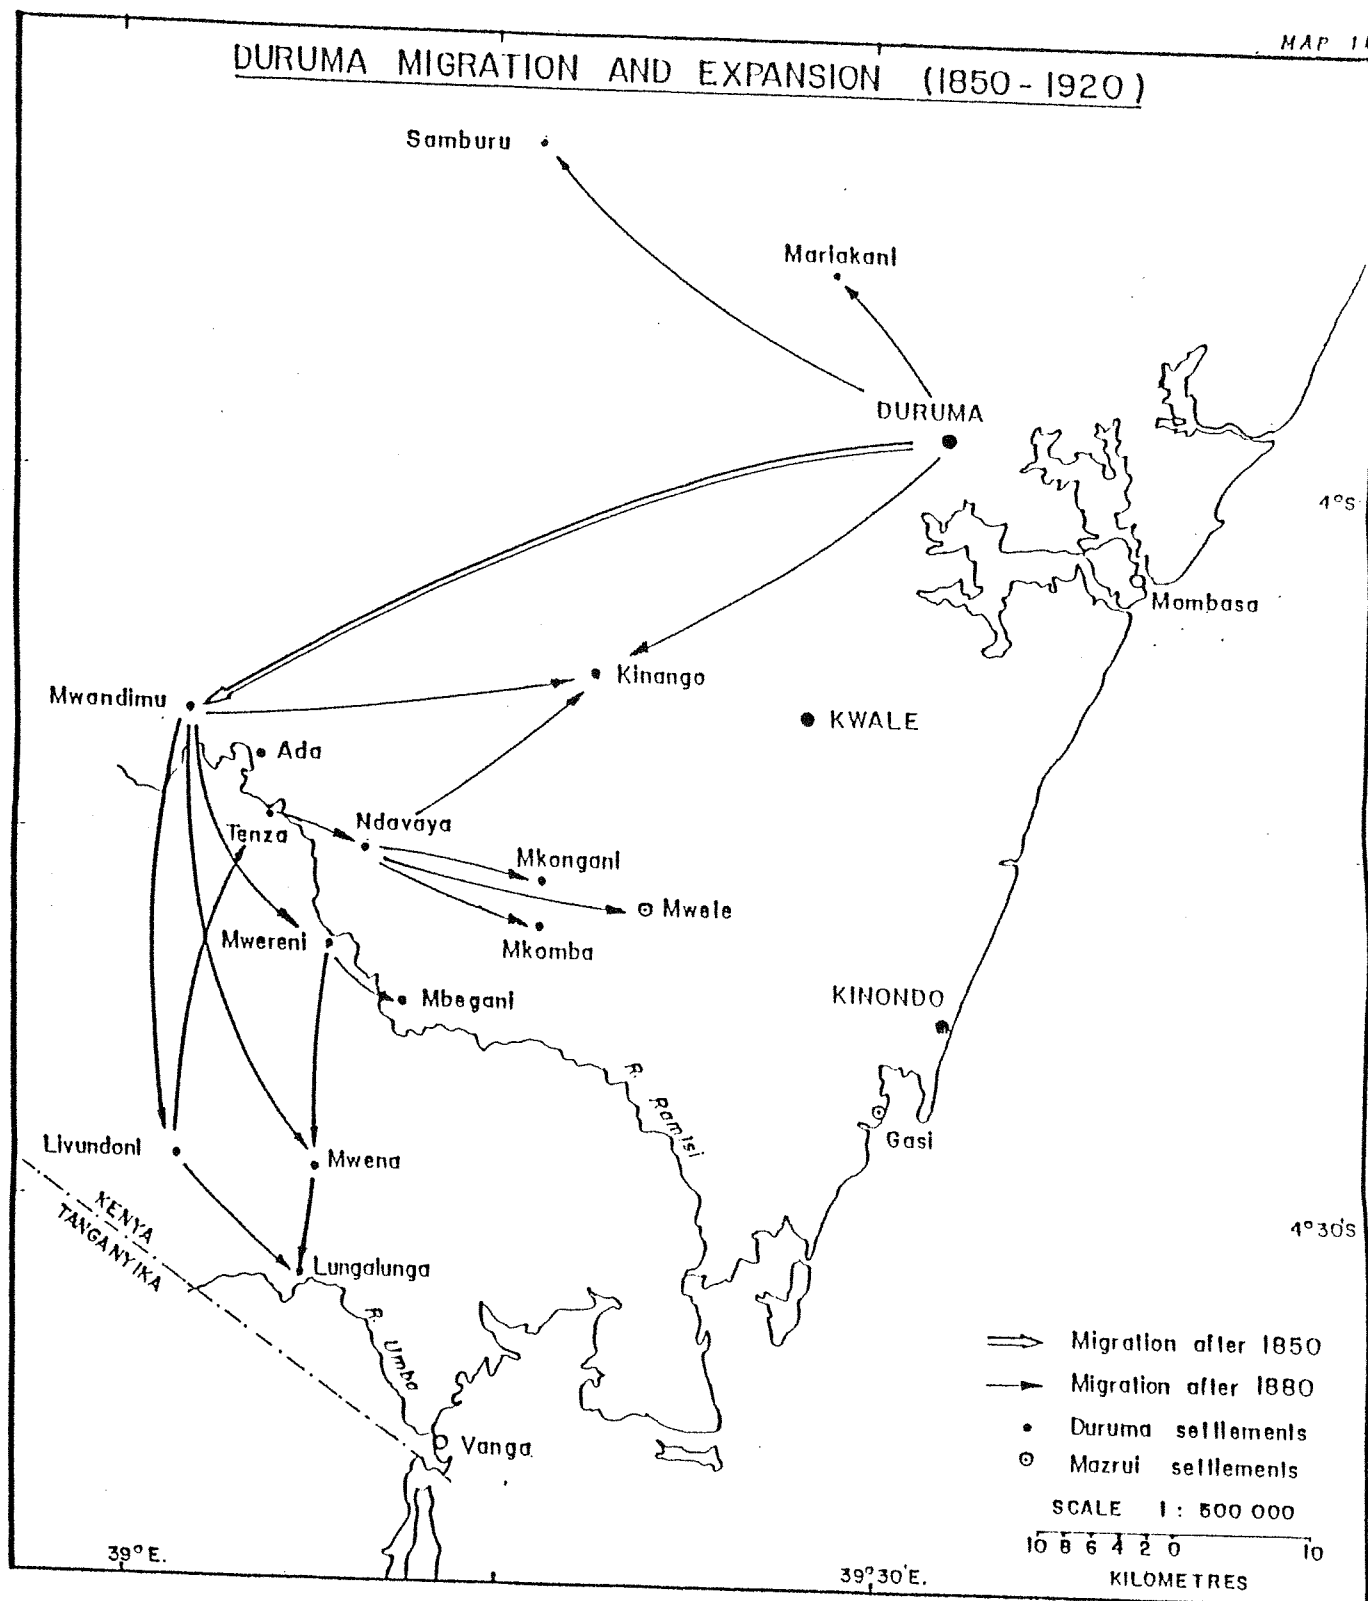 MAP 11
DURUMA MIGRATION AND EXPANSION (1850 - 1920)
Samburu
Mariakani
DURUMA
4°S
Mombasa
Kinango
Mwandimu
KWALE
Ada
Tenza
Ndavaya
Mkongani
Mwele
Mwereni
Mkomba
Mbegani
KINONDO
R. Ramisi
Gasi
Livundoni
Mwena
KENYA
TANGANYIKA
4°30'S
Lungalunga
R. Umba
Vanga
Migration after 1850
Migration after 1880
Duruma settlements
Mazrui settlements
SCALE 1 : 500 000
10 8 6 4 2 0 10
KILOMETRES
39°E.
39°30'E.